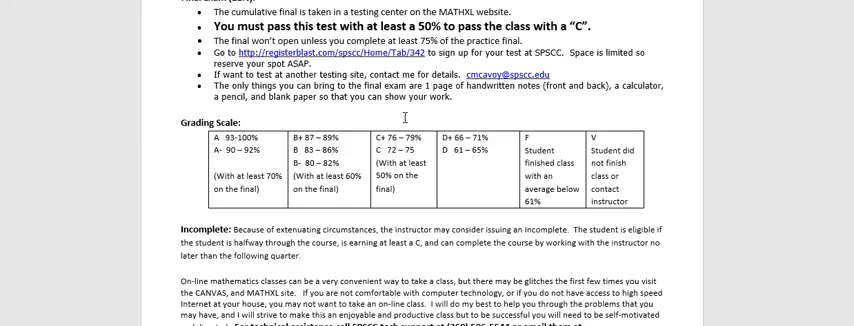 • The cumulative final is taken in a testing center on the MATHXL website.
• You must pass this test with at least a 50% to pass the class with a “C”.
• The final won’t open unless you complete at least 75% of the practice final.
• Go to http://registerblast.com/spscc/Home/Tab/342 to sign up for your test at SPSCC. Space is limited so
reserve your spot ASAP.
• If want to test at another testing site, contact me for details. cmcavoy@spscc.edu
• The only things you can bring to the final exam are 1 page of handwritten notes (front and back), a calculator,
a pencil, and blank paper so that you can show your work.
Grading Scale:
A 93-100%
A- 90 – 92%
(With at least 70%
on the final)
B+ 87 – 89%
B 83 – 86%
B- 80 – 82%
(With at least 60%
on the final)
C+ 76 – 79%
C 72 – 75
(With at least
50% on the
final)
D+ 66 – 71%
D 61 – 65%
F
Student
finished class
with an
average below
61%
V
Student did
not finish
class or
contact
instructor
Incomplete: Because of extenuating circumstances, the instructor may consider issuing an Incomplete. The student is eligible if
the student is halfway through the course, is earning at least a C, and can complete the course by working with the instructor no
later than the following quarter.
On-line mathematics classes can be a very convenient way to take a class, but there may be glitches the first few times you visit
the CANVAS, and MATHXL site. If you are not comfortable with computer technology, or if you do not have access to high speed
Internet at your house, you may not want to take an on-line class. I will do my best to help you through the problems that you
may have, and I will strive to make this an enjoyable and productive class but to be successful you will need to be self-motivated